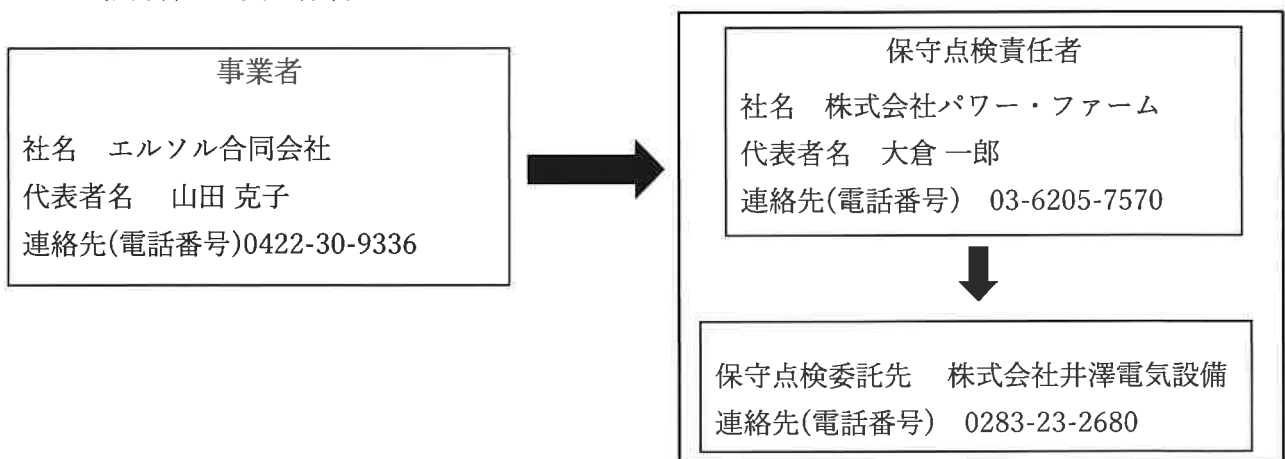 事業者
社名 エルソル合同会社
代表者名 山田 克子
連絡先(電話番号)0422-30-9336
保守点検責任者
社名 株式会社パワー・ファーム
代表者名 大倉 一郎
連絡先(電話番号) 03-6205-7570
保守点検委託先 株式会社井澤電気設備
連絡先(電話番号) 0283-23-2680